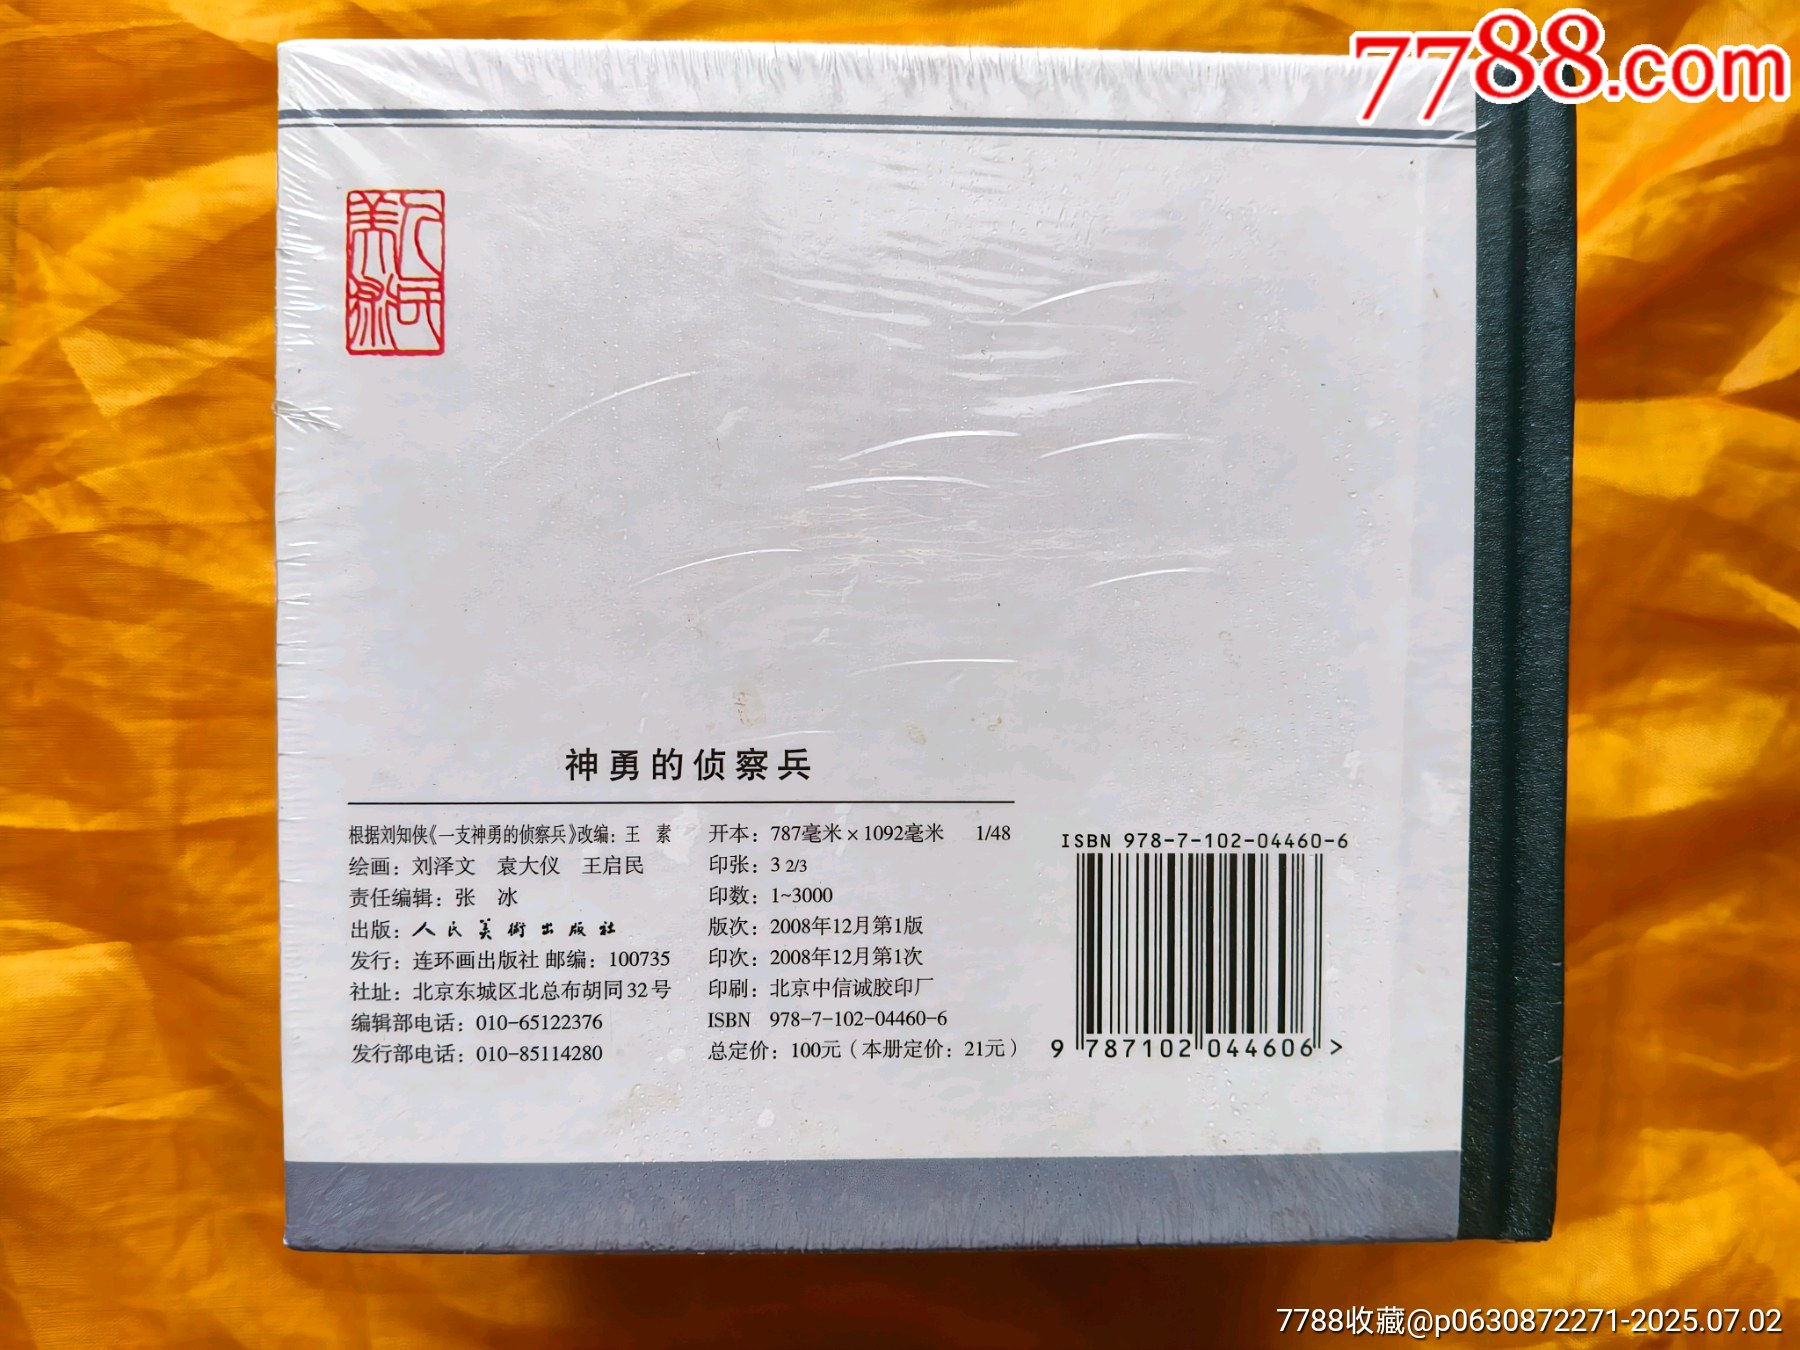 7788.com
神勇的侦察兵
根据刘知侠《一支神勇的侦察兵》改编：王　素
绘画：刘泽文　袁大仪　王启民
责任编辑：张　冰
出版：人民美術出版社
发行：连环画出版社 邮编：100735
社址：北京东城区北总布胡同32号
编辑部电话：010-65122376
发行部电话：010-85114280
开本：787毫米×1092毫米　1/48
印张：3 2/3
印数：1~3000
版次：2008年12月第1版
印次：2008年12月第1次
印刷：北京中信诚胶印厂
ISBN　978-7-102-04460-6
总定价：100元（本册定价：21元）
ISBN 978-7-102-04460-6
9 787102 044606 >
7788收藏@p0630872271-2025.07.02